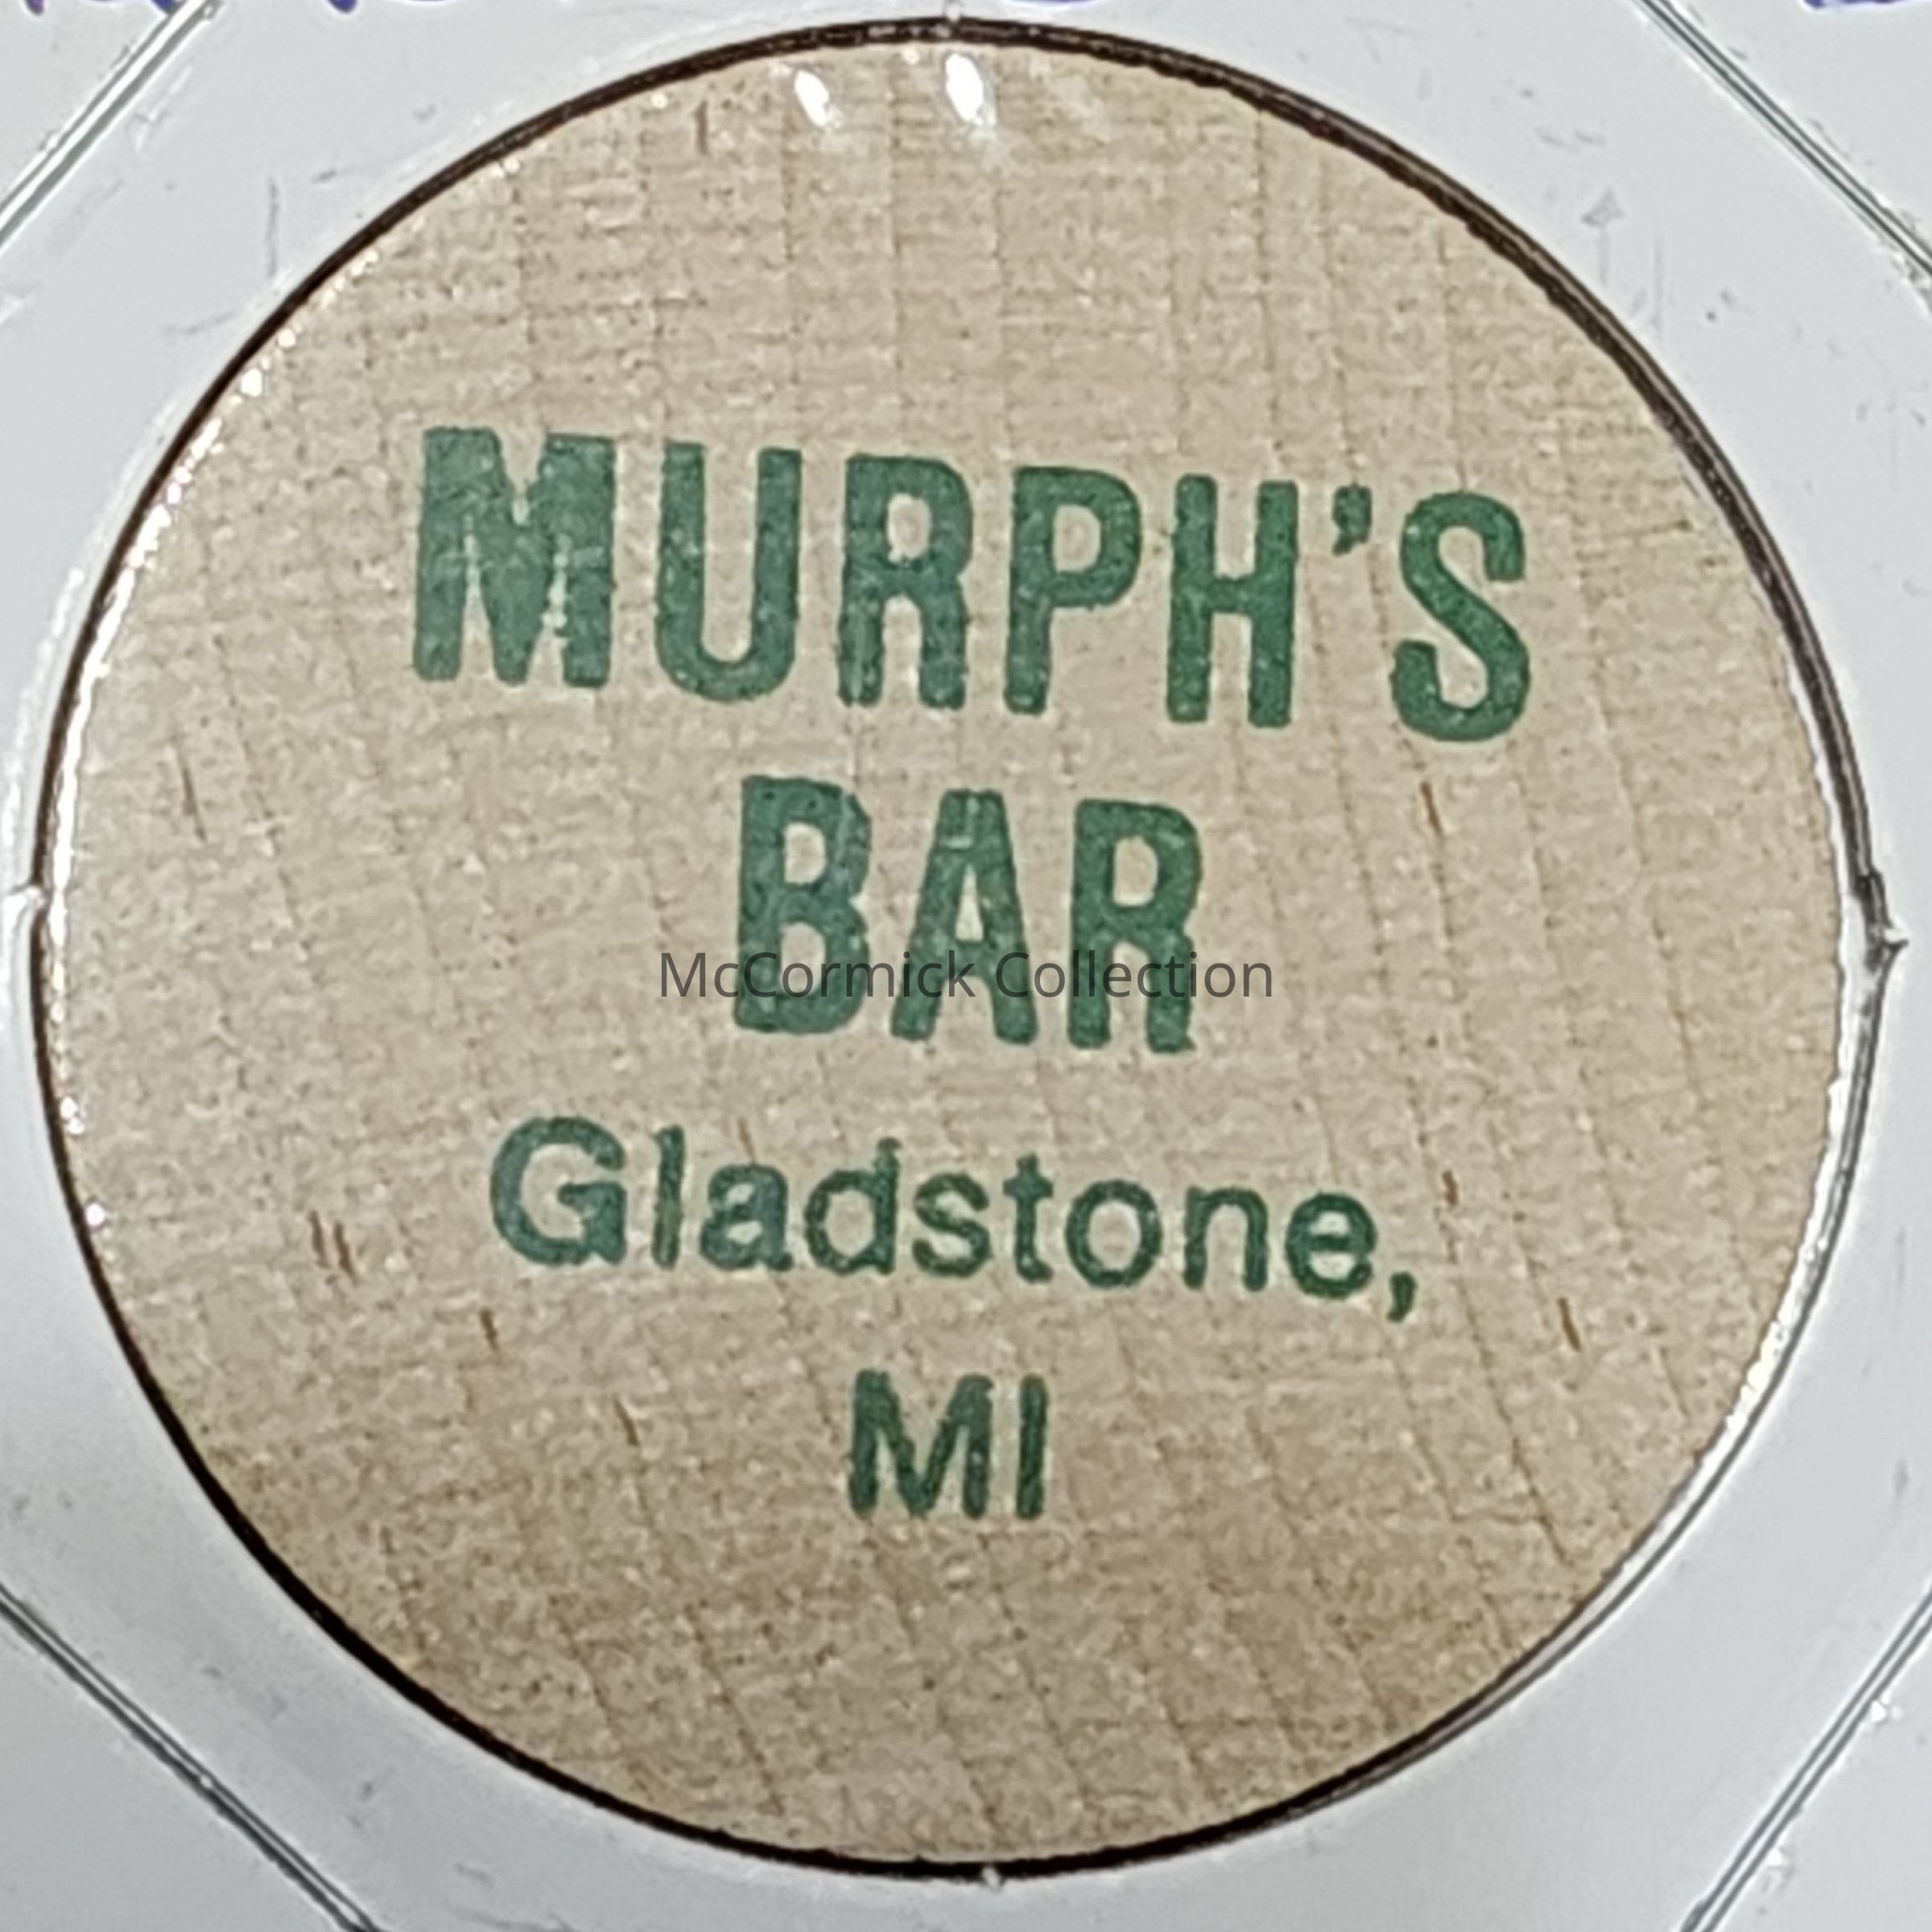 MURPH'S
BAR
McCormick Collection
Gladstone,
MI